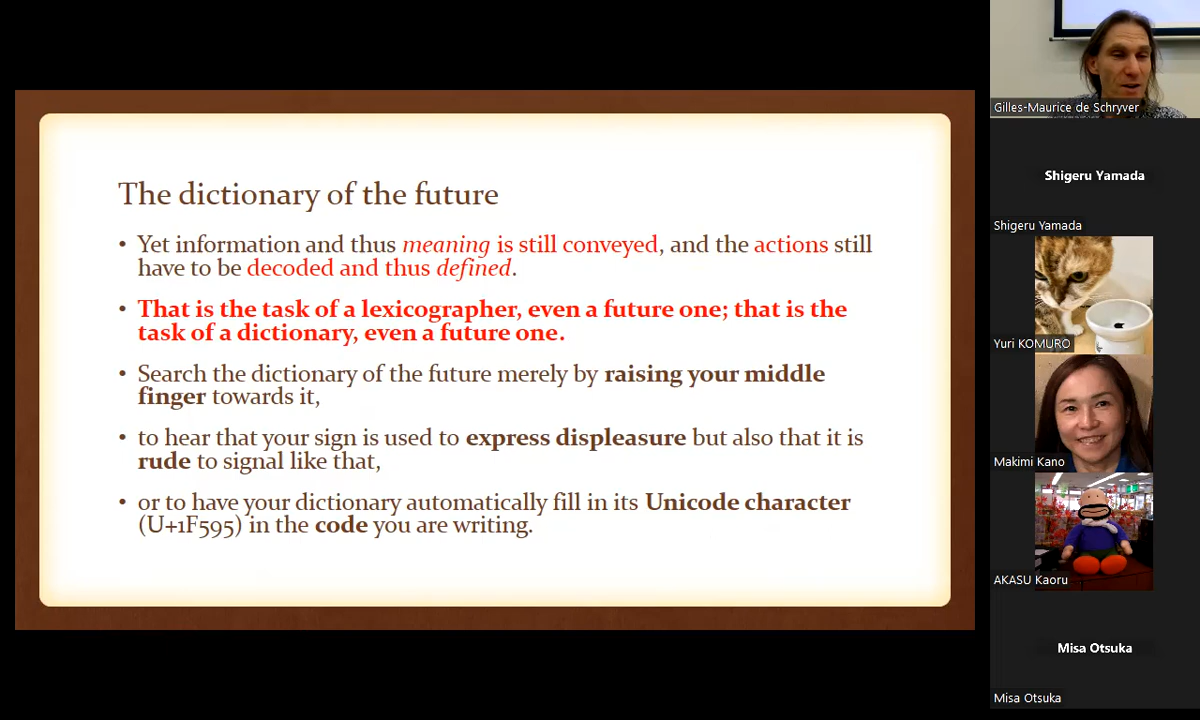 The dictionary of the future
• Yet information and thus meaning is still conveyed, and the actions still
have to be decoded and thus defined.
• That is the task of a lexicographer, even a future one; that is the
task of a dictionary, even a future one.
• Search the dictionary of the future merely by raising your middle
finger towards it,
• to hear that your sign is used to express displeasure but also that it is
rude to signal like that,
• or to have your dictionary automatically fill in its Unicode character
(U+1F595) in the code you are writing.
Gilles-Maurice de Schryver
Shigeru Yamada
Shigeru Yamada
Yuri KOMURO
Makimi Kano
AKASU Kaoru
Misa Otsuka
Misa Otsuka